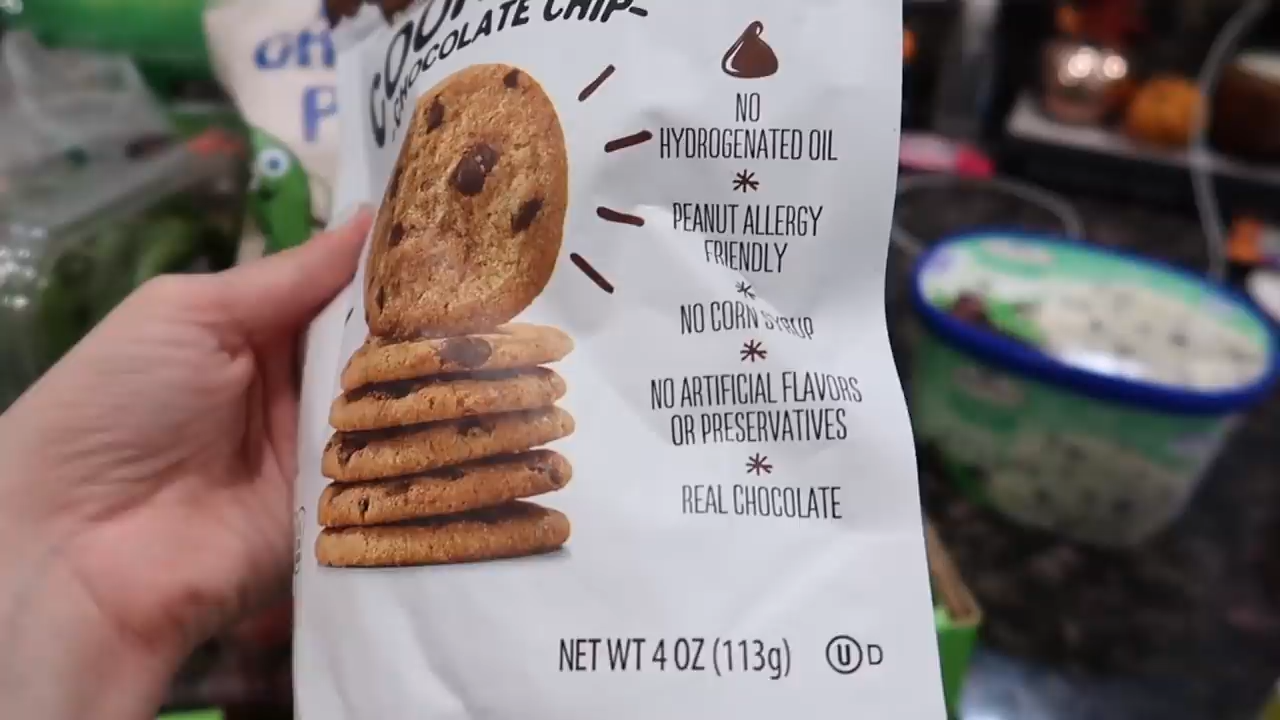 CHOCOLATE CHIP
NO
HYDROGENATED OIL
PEANUT ALLERGY
FRIENDLY
NO CORN SYRUP
NO ARTIFICIAL FLAVORS
OR PRESERVATIVES
REAL CHOCOLATE
NET WT 4 OZ (113g) U D